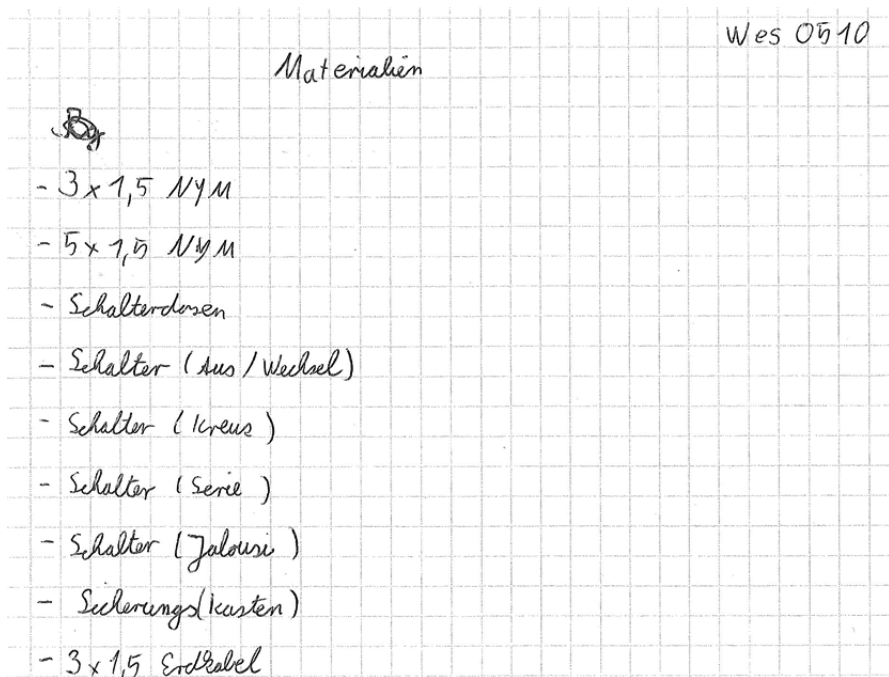 Wes 0510
Materialien
- 3 x 1,5 NYM
- 5 x 1,5 NYM
- Schalterdosen
- Schalter (Aus / Wechsel)
- Schalter (Kreus)
- Schalter (Serie)
- Schalter (Jalousi)
- Sicherungs(kasten)
- 3 x 1,5 Erdkabel